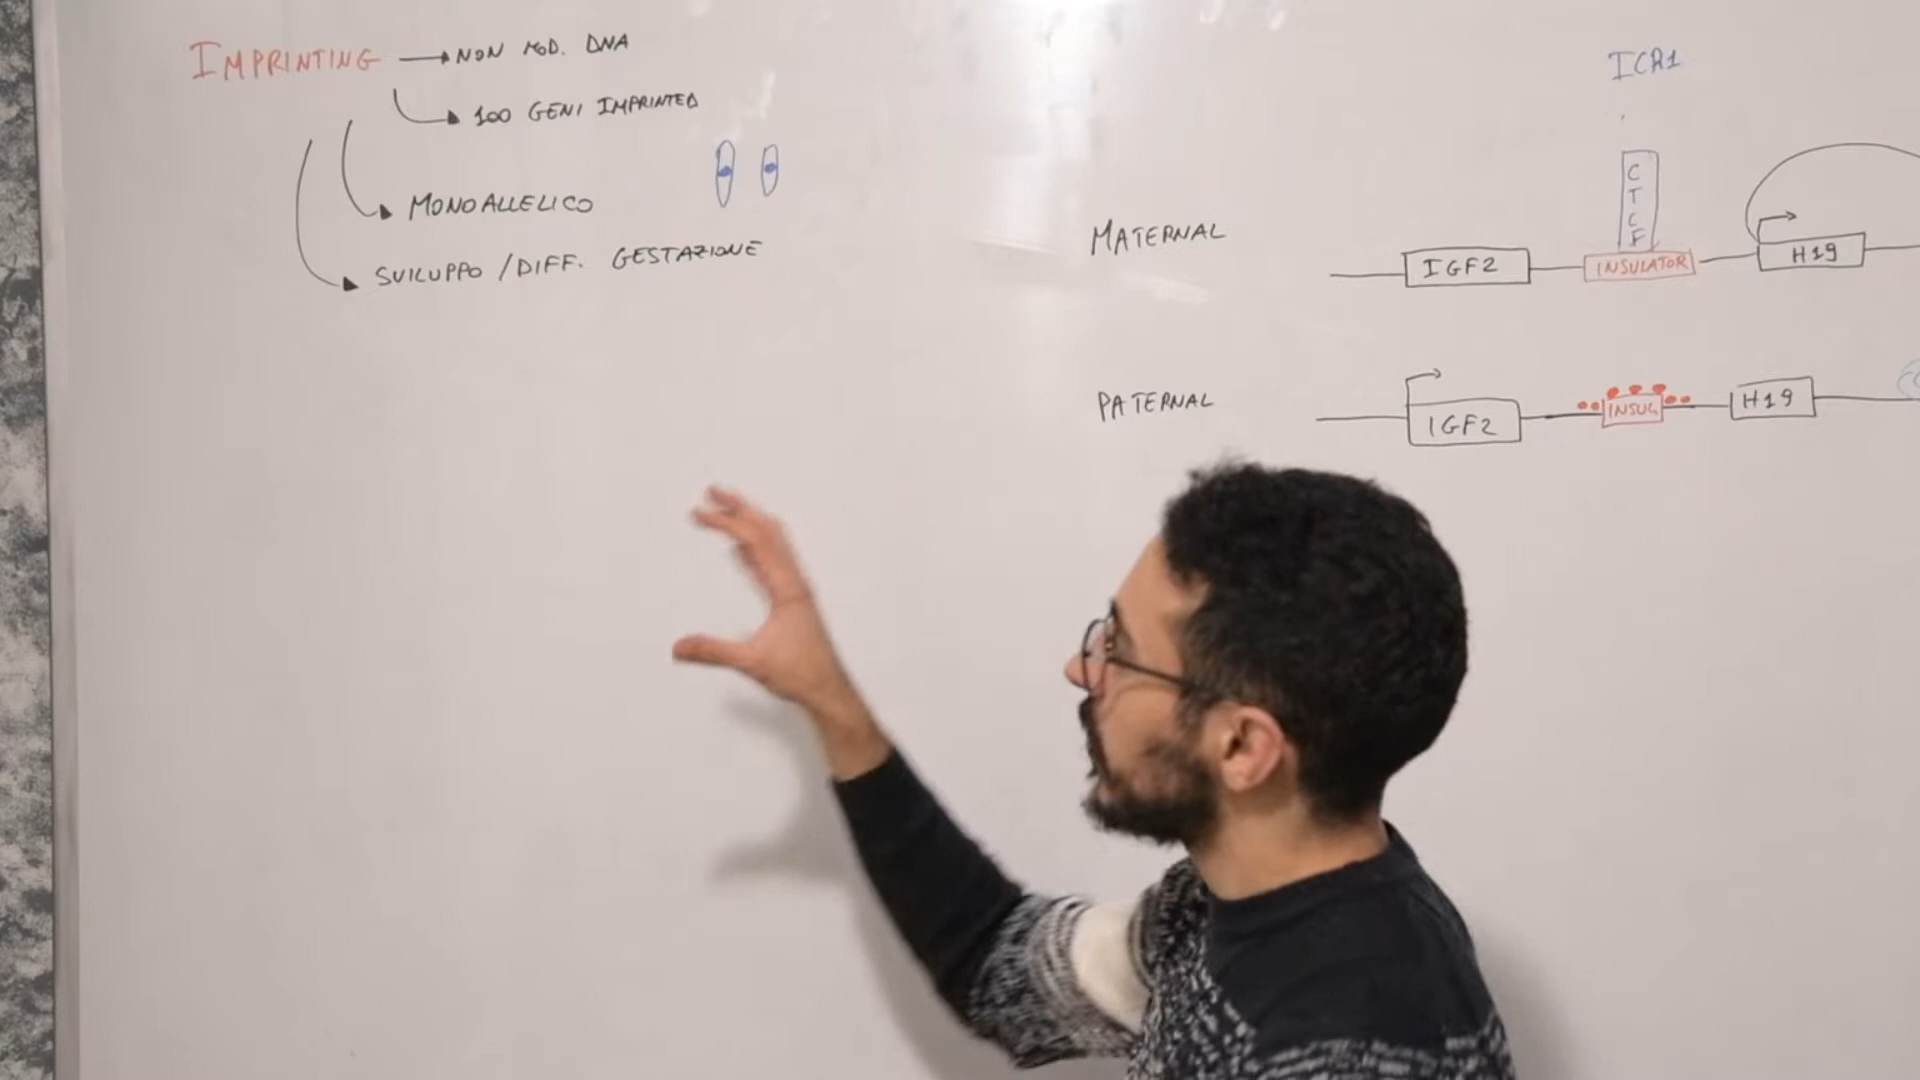 IMPRINTING → NON MOD. DNA
100 GENI IMPRINTED
MONOALLELICO
SVILUPPO / DIFF. GESTAZIONE
ICR1
CTCF
MATERNAL
IGF2 INSULATOR H19
PATERNAL
IGF2 INSUL H19